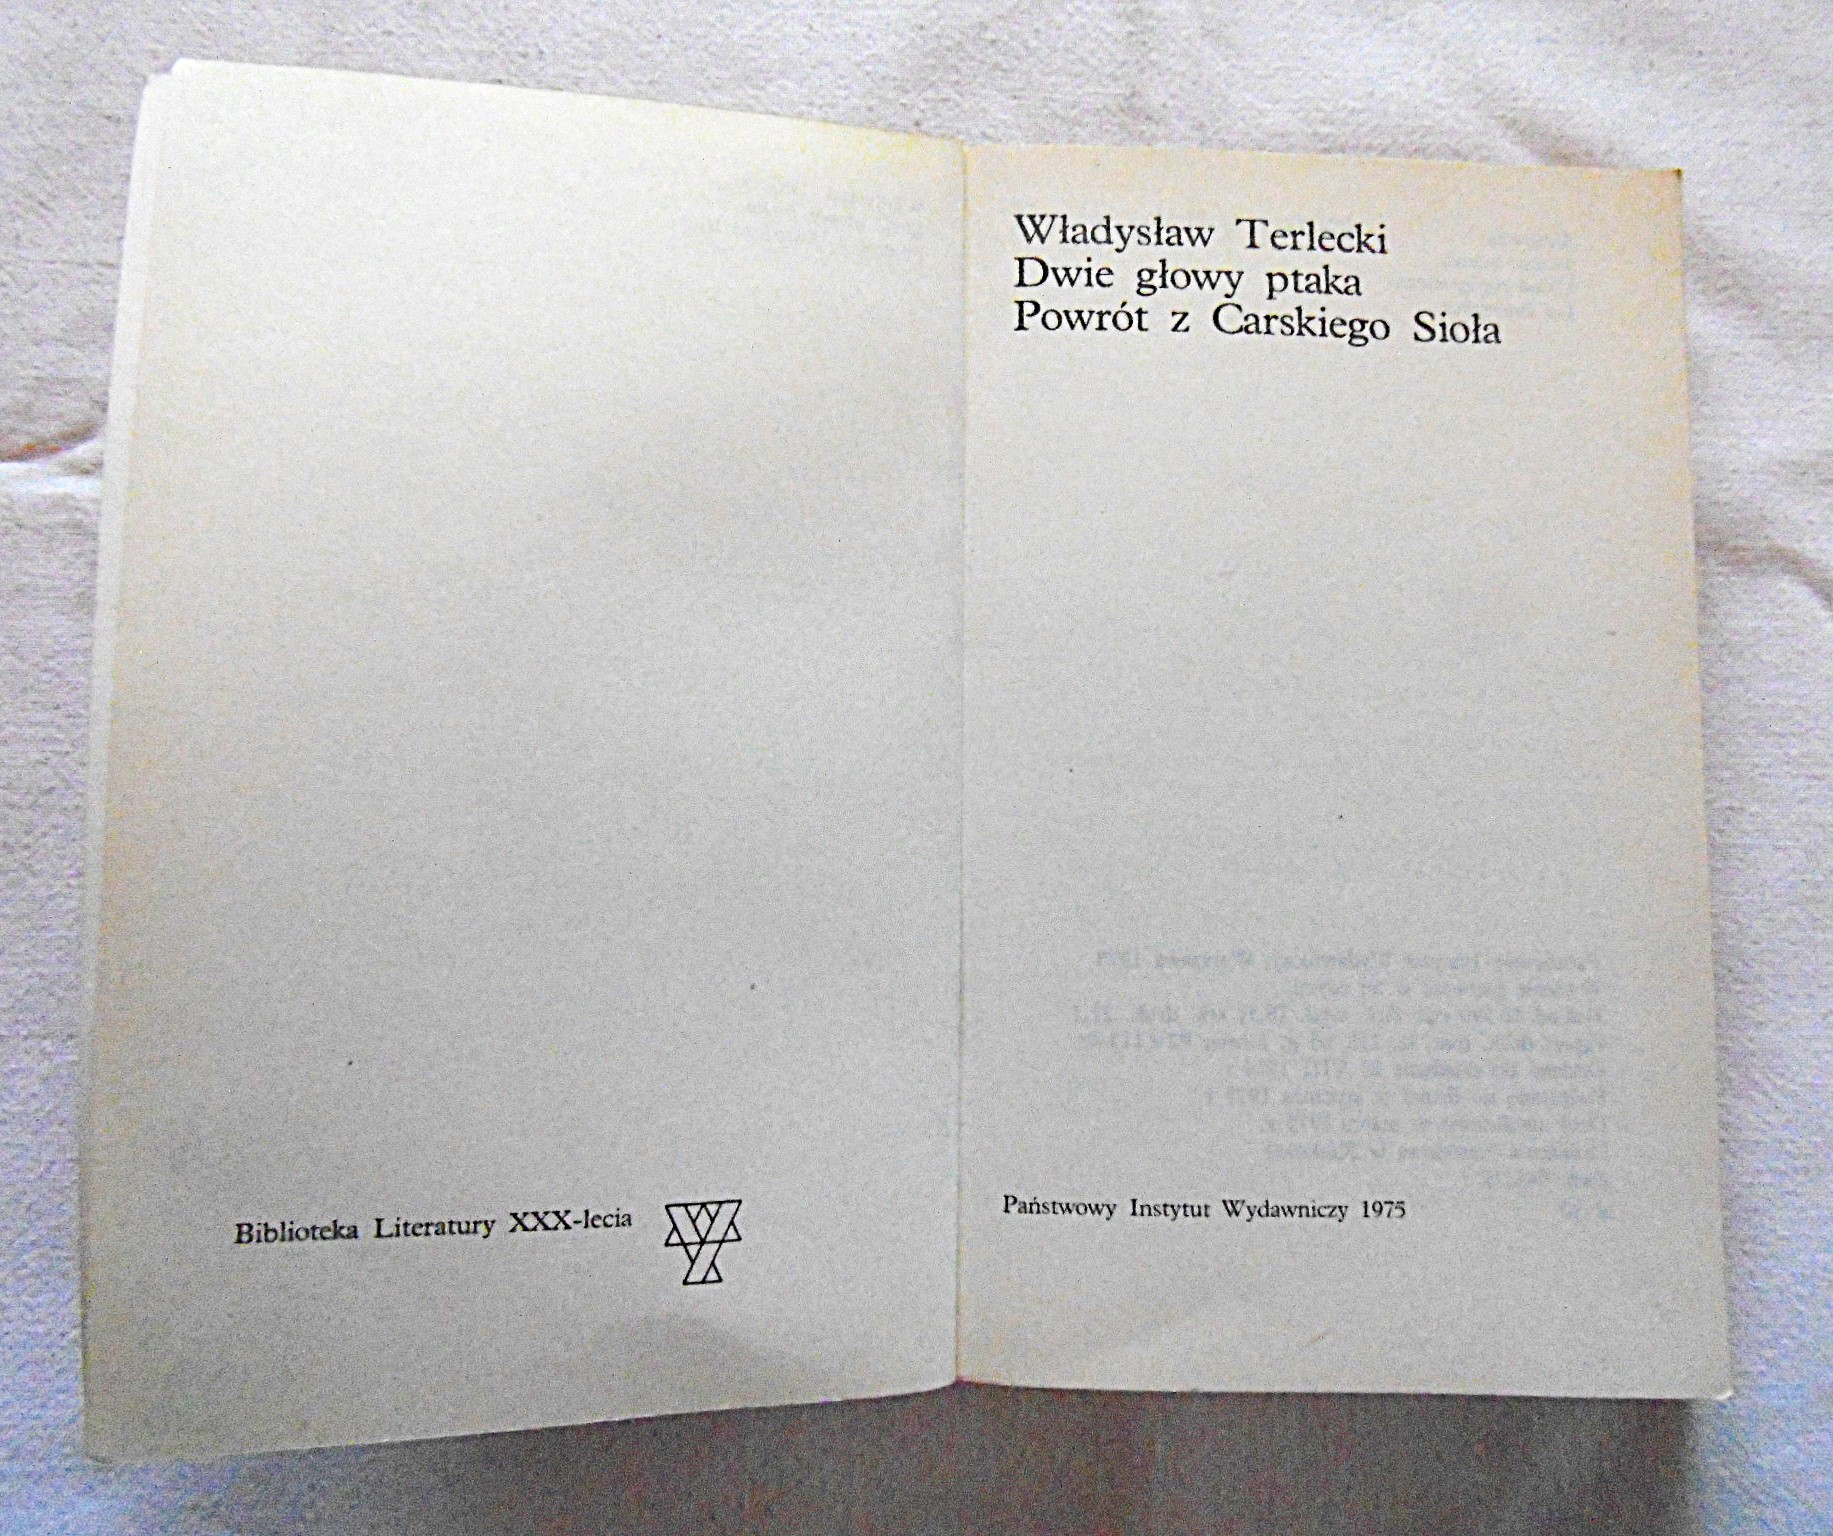 Biblioteka Literatury XXX-lecia
Władysław Terlecki
Dwie głowy ptaka
Powrót z Carskiego Sioła
Państwowy Instytut Wydawniczy 1975